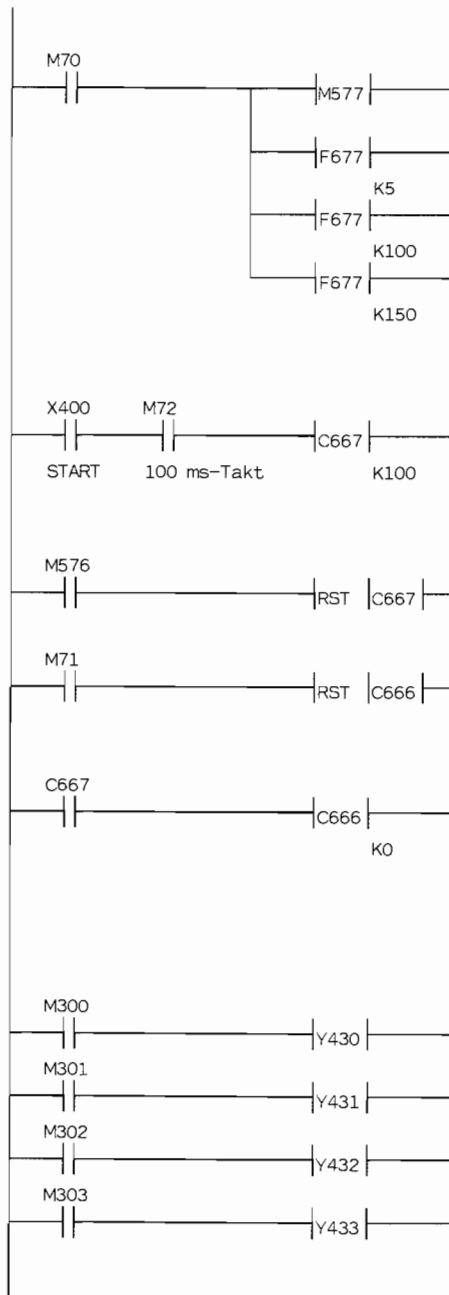 M70
M577
F677
K5
F677
K100
F677
K150
X400 M72
C667
START 100 ms-Takt K100
M576
RST C667
M71
RST C666
C667
C666
K0
M300
Y430
M301
Y431
M302
Y432
M303
Y433